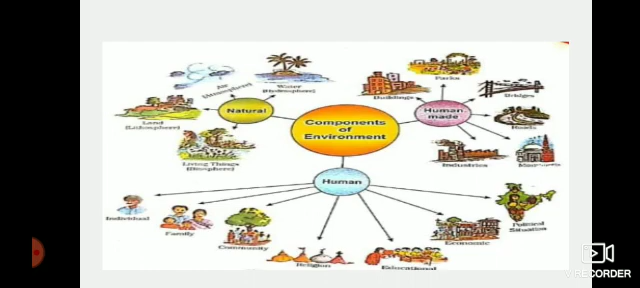 Components
of
Environment
Natural
Air
(Atmosphere)
Water
(Hydrosphere)
Land
(Lithosphere)
Living Things
(Biosphere)
Human
made
Buildings
Parks
Bridges
Roads
Industries
Monuments
Human
Individual
Family
Community
Religion
Educational
Economic
Political
Situation
RECORDER